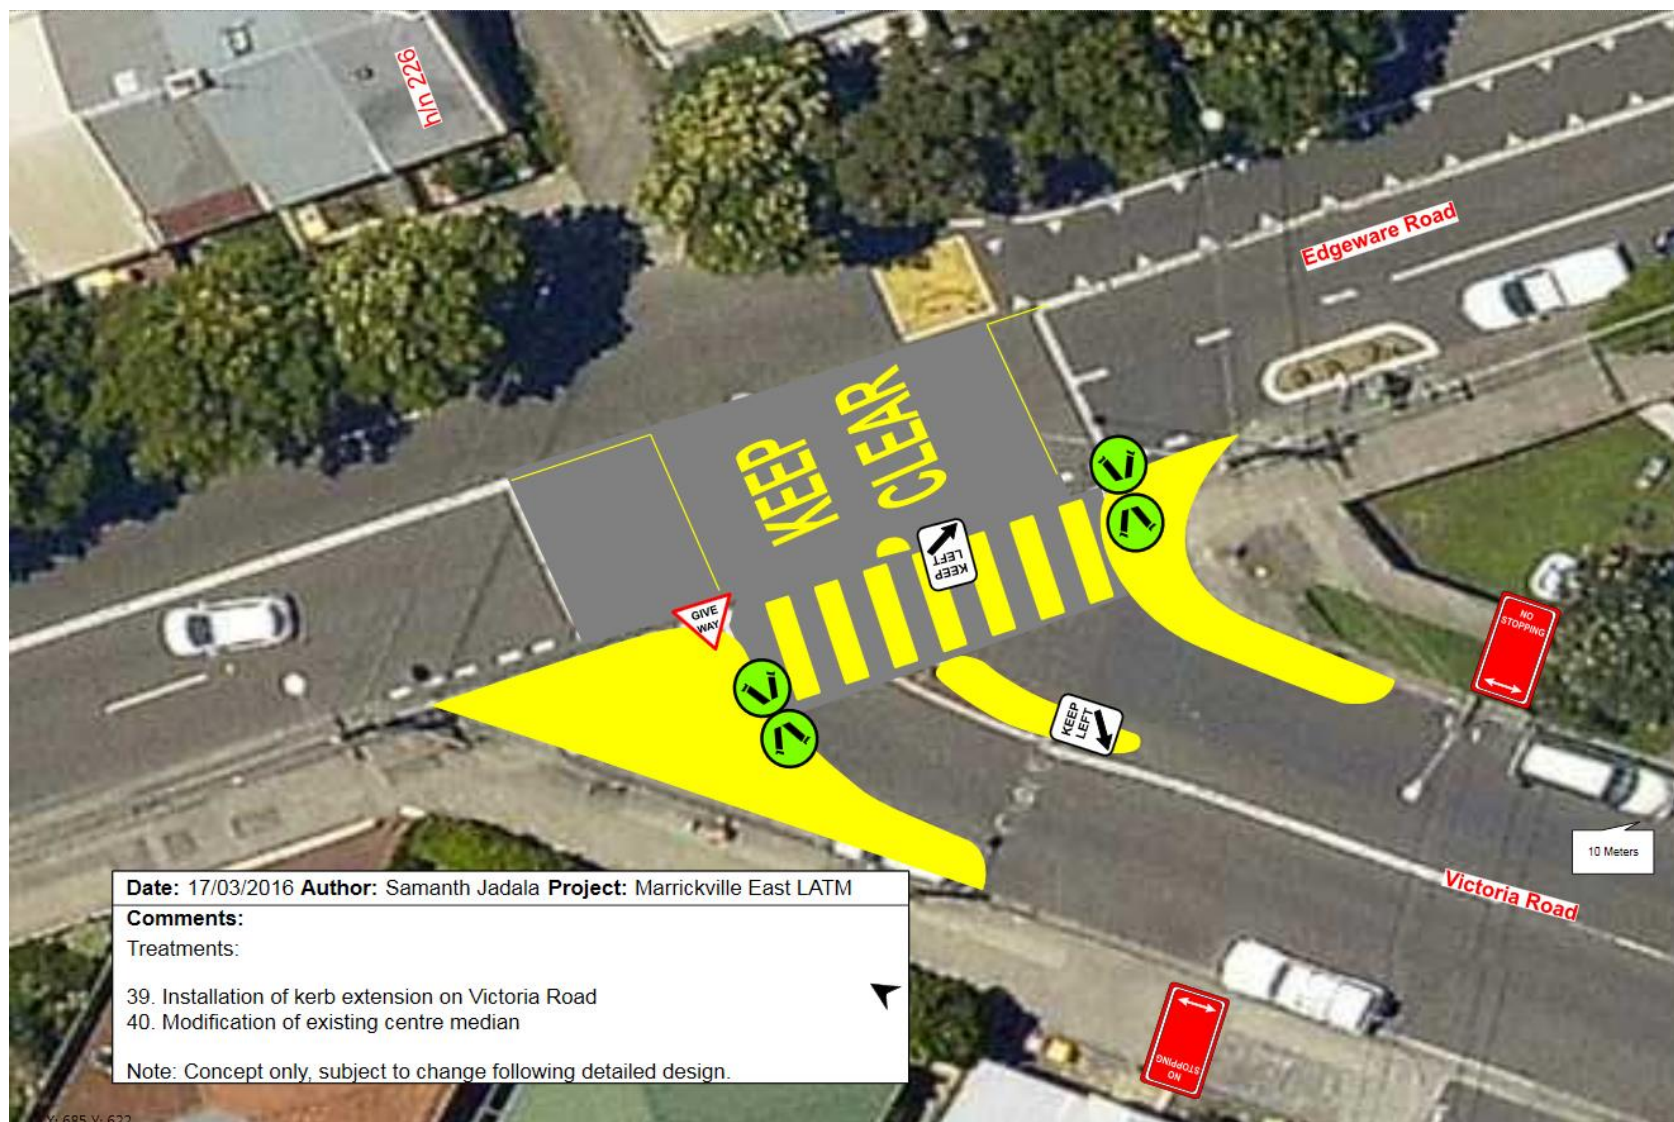 h/n 226
Edgeware Road
KEEP
CLEAR
KEEP
LEFT
GIVE
WAY
NO
STOPPING
KEEP
LEFT
10 Meters
Victoria Road
Date: 17/03/2016 Author: Samanth Jadala Project: Marrickville East LATM
Comments:
Treatments:
39. Installation of kerb extension on Victoria Road
40. Modification of existing centre median
Note: Concept only, subject to change following detailed design.
NO
STOPPING
X: 685 Y: 622